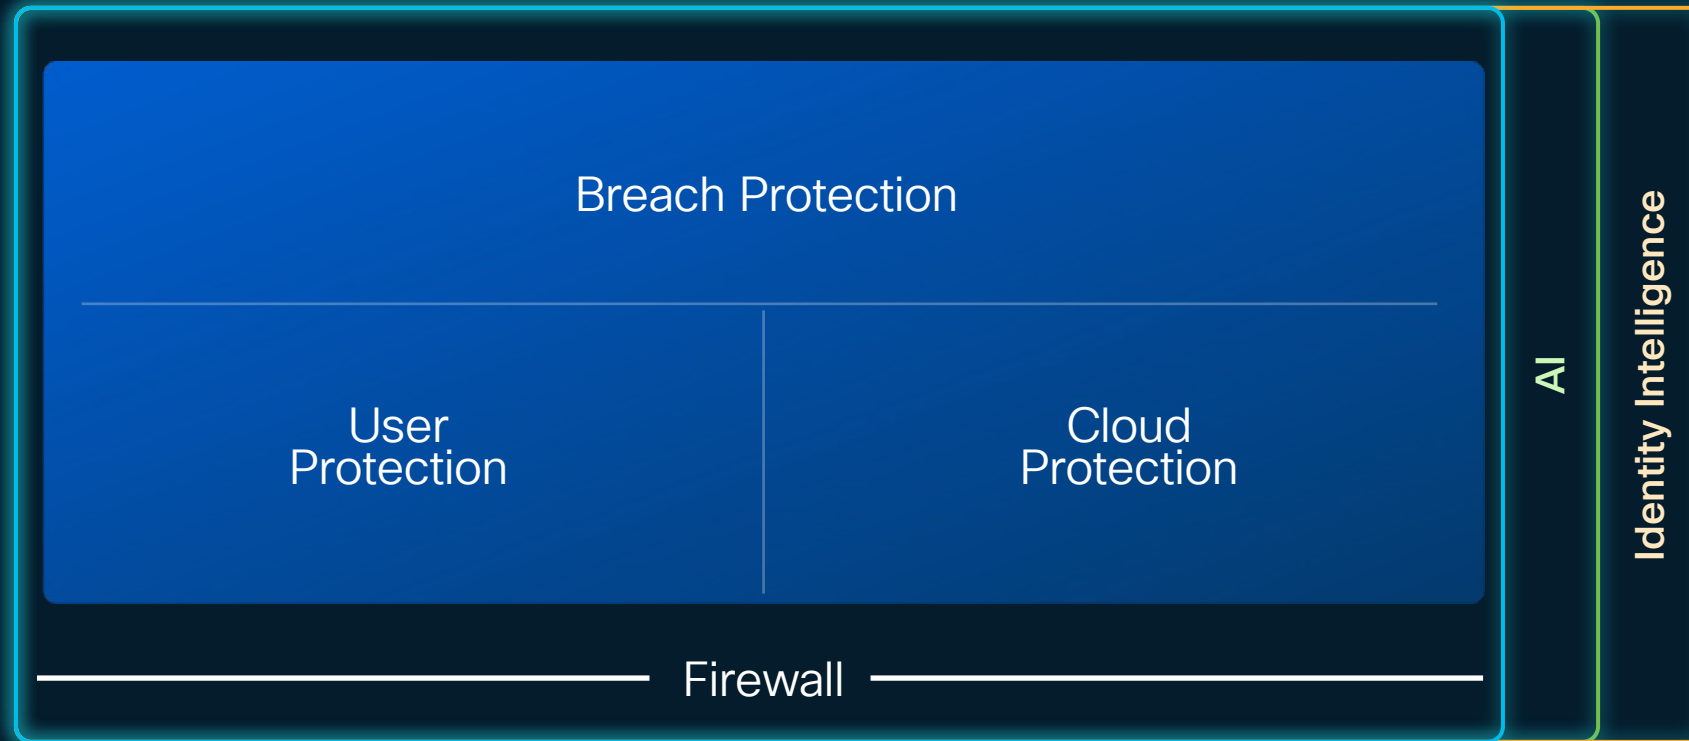 Breach Protection
User
Protection
Cloud
Protection
Firewall
AI
Identity Intelligence